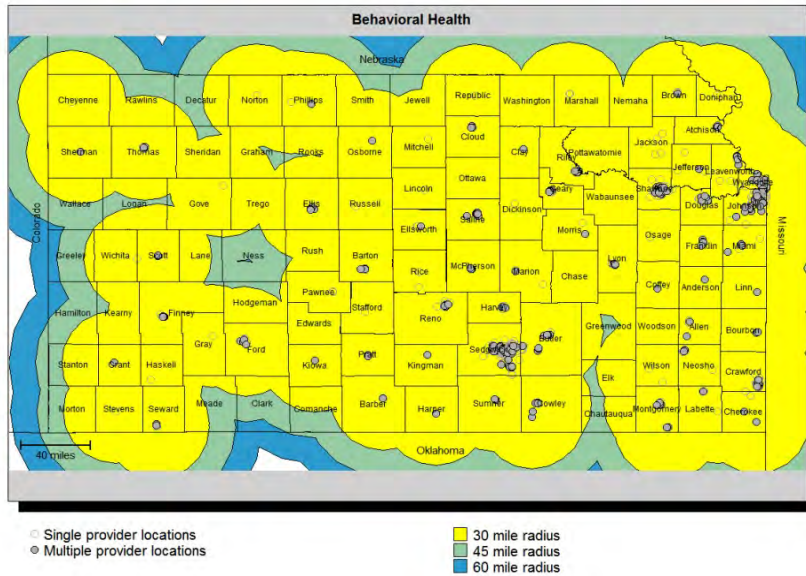 Behavioral Health
Nebraska
Cheyenne Rawlins Decatur Norton Phillips Smith Jewell Republic Washington Marshall Nemaha Brown Doniphan
Atchison
Sherman Thomas Sheridan Graham Rooks Osborne Mitchell Cloud Clay Riley Pottawatomie Jackson Jefferson Leavenworth
Wyandotte
Wallace Logan Gove Trego Ellis Russell Lincoln Ottawa Dickinson Geary Wabaunsee Shawnee Douglas Johnson
Colorado
Missouri
Ellsworth Saline Morris Osage Franklin Miami
Greeley Wichita Scott Lane Ness Rush Barton Rice McPherson Marion Chase Lyon Coffey Anderson Linn
Hamilton Kearny Finney Hodgeman Pawnee Stafford Reno Harvey Greenwood Woodson Allen Bourbon
Gray Ford Edwards Sedgwick Butler
Stanton Grant Haskell Kiowa Pratt Kingman Elk Wilson Neosho Crawford
Morton Stevens Seward Meade Clark Comanche Barber Harper Sumner Cowley Chautauqua Montgomery Labette Cherokee
40 miles
Oklahoma
Single provider locations
Multiple provider locations
30 mile radius
45 mile radius
60 mile radius